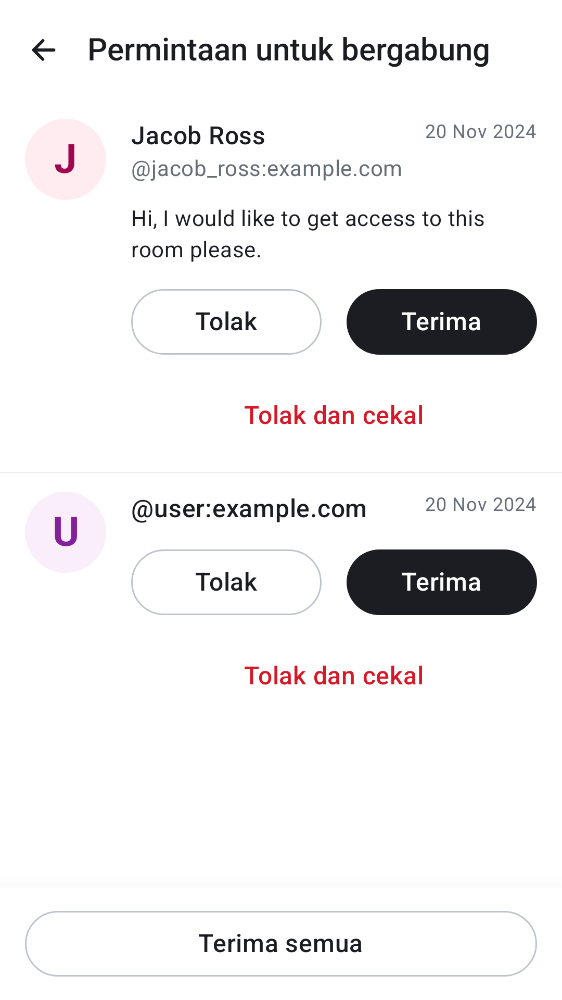 Permintaan untuk bergabung
J
Jacob Ross
20 Nov 2024
@jacob_ross:example.com
Hi, I would like to get access to this
room please.
Tolak
Terima
Tolak dan cekal
U
@user:example.com
20 Nov 2024
Tolak
Terima
Tolak dan cekal
Terima semua